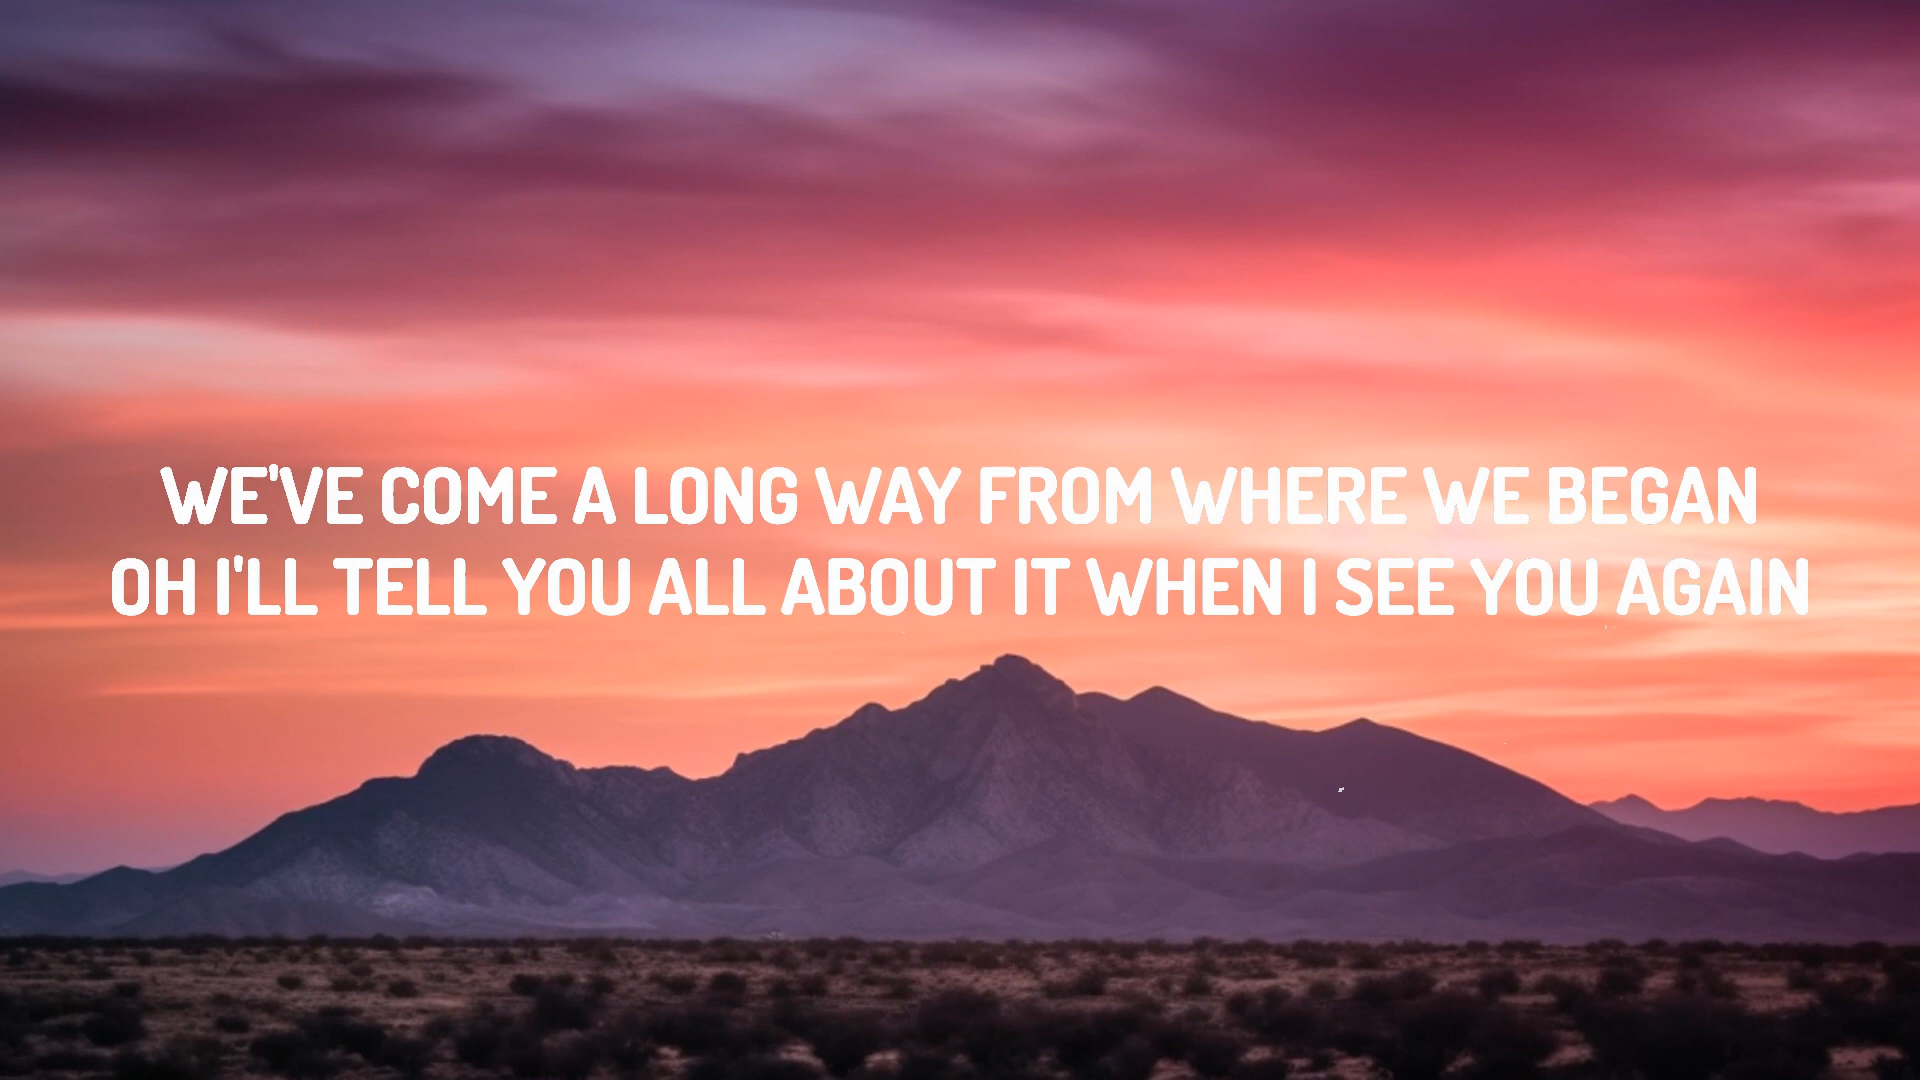 WE'VE COME A LONG WAY FROM WHERE WE BEGAN
OH I'LL TELL YOU ALL ABOUT IT WHEN I SEE YOU AGAIN